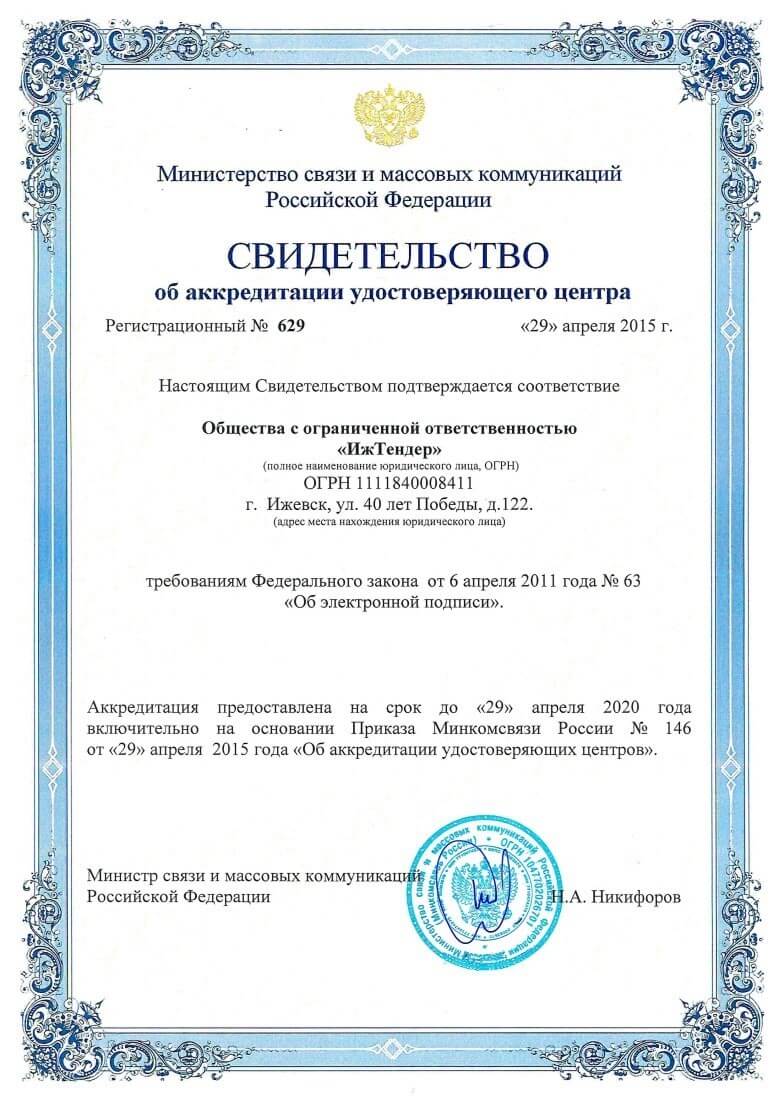 Министерство связи и массовых коммуникаций
Российской Федерации
СВИДЕТЕЛЬСТВО
об аккредитации удостоверяющего центра
Регистрационный № 629 «29» апреля 2015 г.
Настоящим Свидетельством подтверждается соответствие
Общества с ограниченной ответственностью
«ИжТендер»
(полное наименование юридического лица, ОГРН)
ОГРН 1111840008411
г. Ижевск, ул. 40 лет Победы, д.122.
(адрес места нахождения юридического лица)
требованиям Федерального закона от 6 апреля 2011 года № 63
«Об электронной подписи».
Аккредитация предоставлена на срок до «29» апреля 2020 года
включительно на основании Приказа Минкомсвязи России № 146
от «29» апреля 2015 года «Об аккредитации удостоверяющих центров».
Министр связи и массовых коммуникаций
Российской Федерации
Н.А. Никифоров
Министерство связи и массовых коммуникаций Российской Федерации
(Минкомсвязь России) * ОГРН 1047702026701